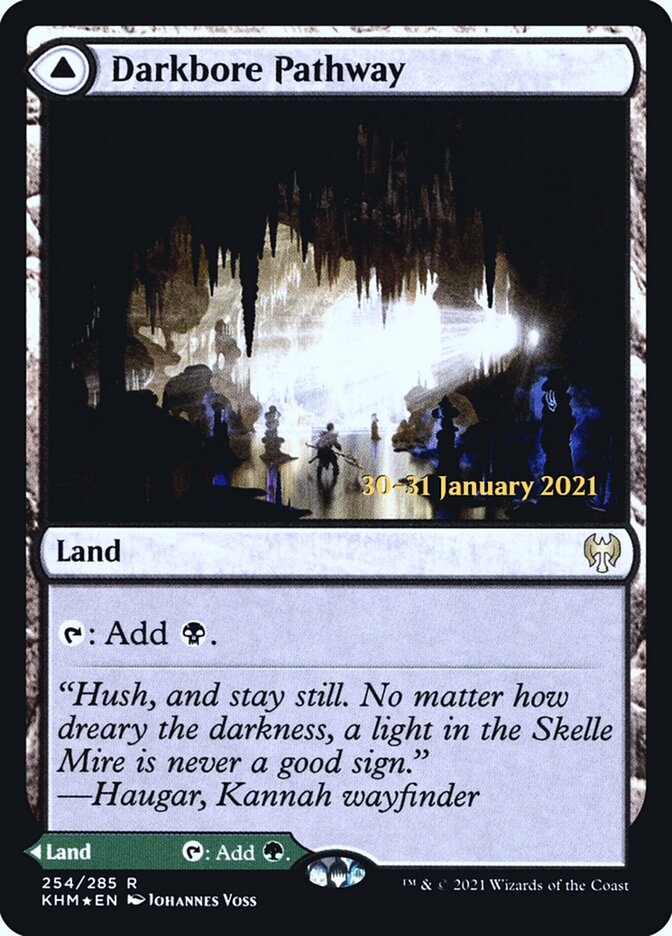 Darkbore Pathway
30-31 January 2021
Land
: Add .
“Hush, and stay still. No matter how
dreary the darkness, a light in the Skelle
Mire is never a good sign.”
—Haugar, Kannah wayfinder
Land : Add .
254/285 R
KHM★EN Johannes Voss
™ & © 2021 Wizards of the Coast